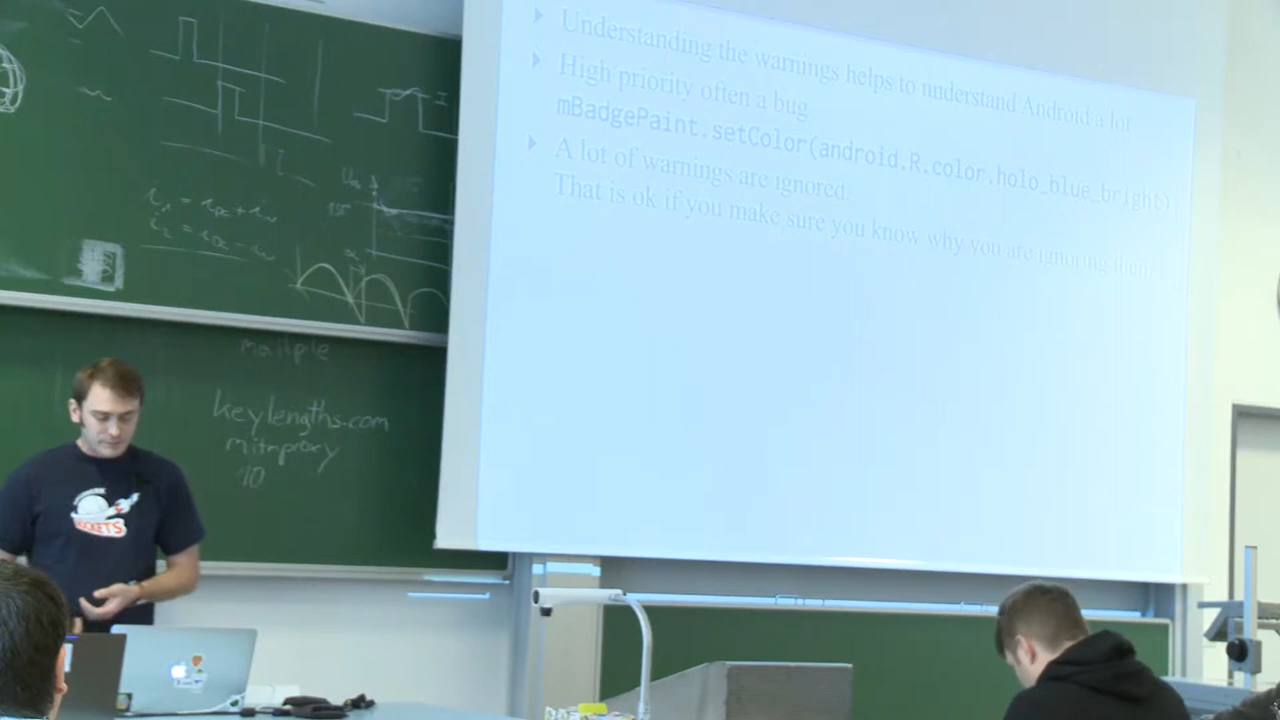 Understanding the warnings helps to understand Android a lot
High priority often a bug
mBadgePaint.setColor(android.R.color.holo_blue_bright)
A lot of warnings are ignored.
That is ok if you make sure you know why you are ignoring them
mailpile
keylengths.com
mitmproxy
10